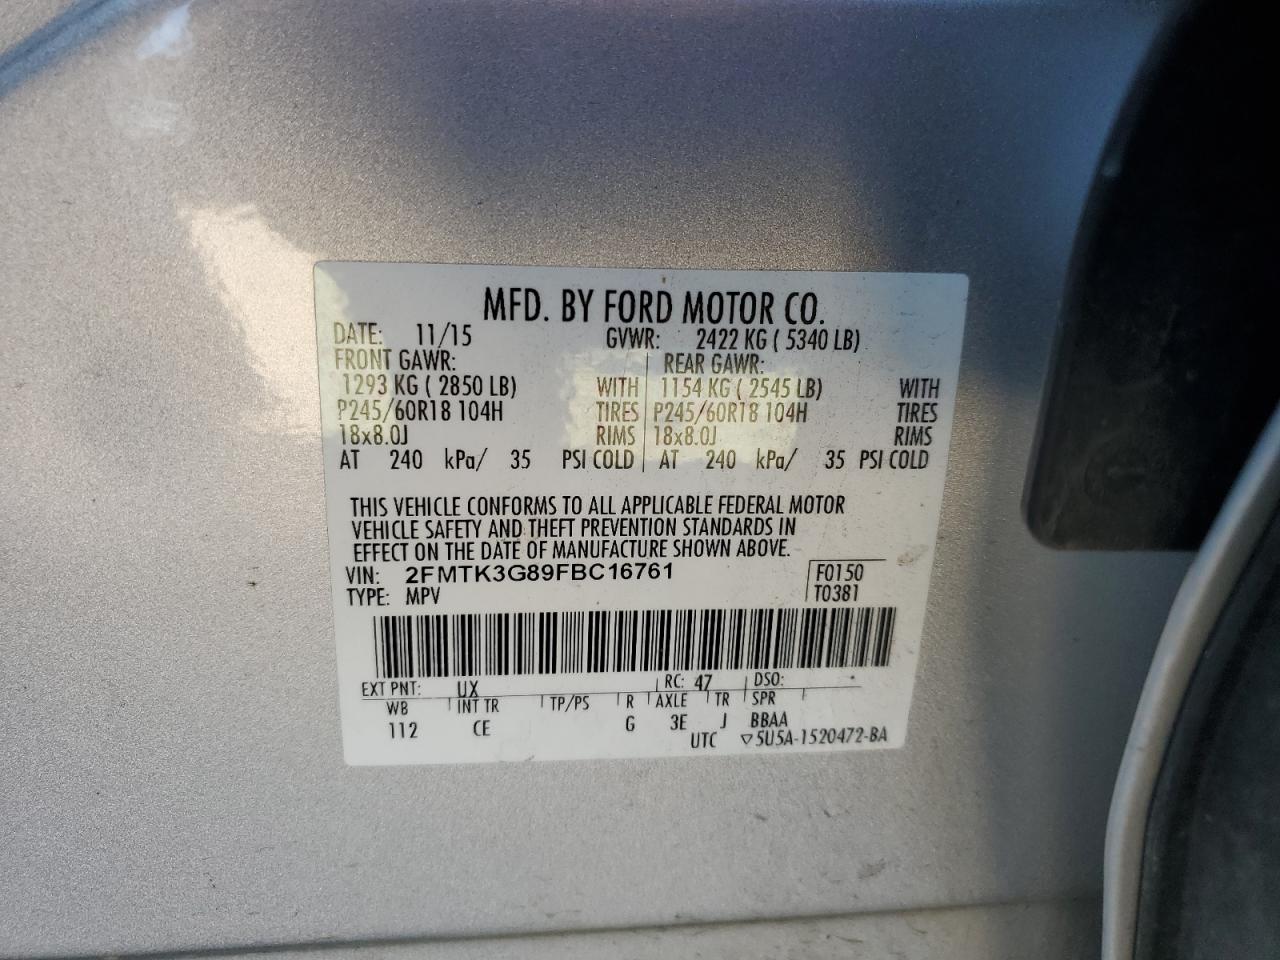 MFD. BY FORD MOTOR CO.
DATE: 11/15 GVWR: 2422 KG ( 5340 LB)
FRONT GAWR: REAR GAWR:
1293 KG ( 2850 LB) WITH 1154 KG ( 2545 LB) WITH
P245/60R18 104H TIRES P245/60R18 104H TIRES
18x8.0J RIMS 18x8.0J RIMS
AT 240 kPa/ 35 PSI COLD AT 240 kPa/ 35 PSI COLD
THIS VEHICLE CONFORMS TO ALL APPLICABLE FEDERAL MOTOR
VEHICLE SAFETY AND THEFT PREVENTION STANDARDS IN
EFFECT ON THE DATE OF MANUFACTURE SHOWN ABOVE.
VIN: 2FMTK3G89FBC16761 F0150
TYPE: MPV T0381
EXT PNT: UX RC: 47 DSO:
WB INT TR TP/PS R AXLE TR SPR
112 CE G 3E J BBAA
UTC ▽5U5A-1520472-BA